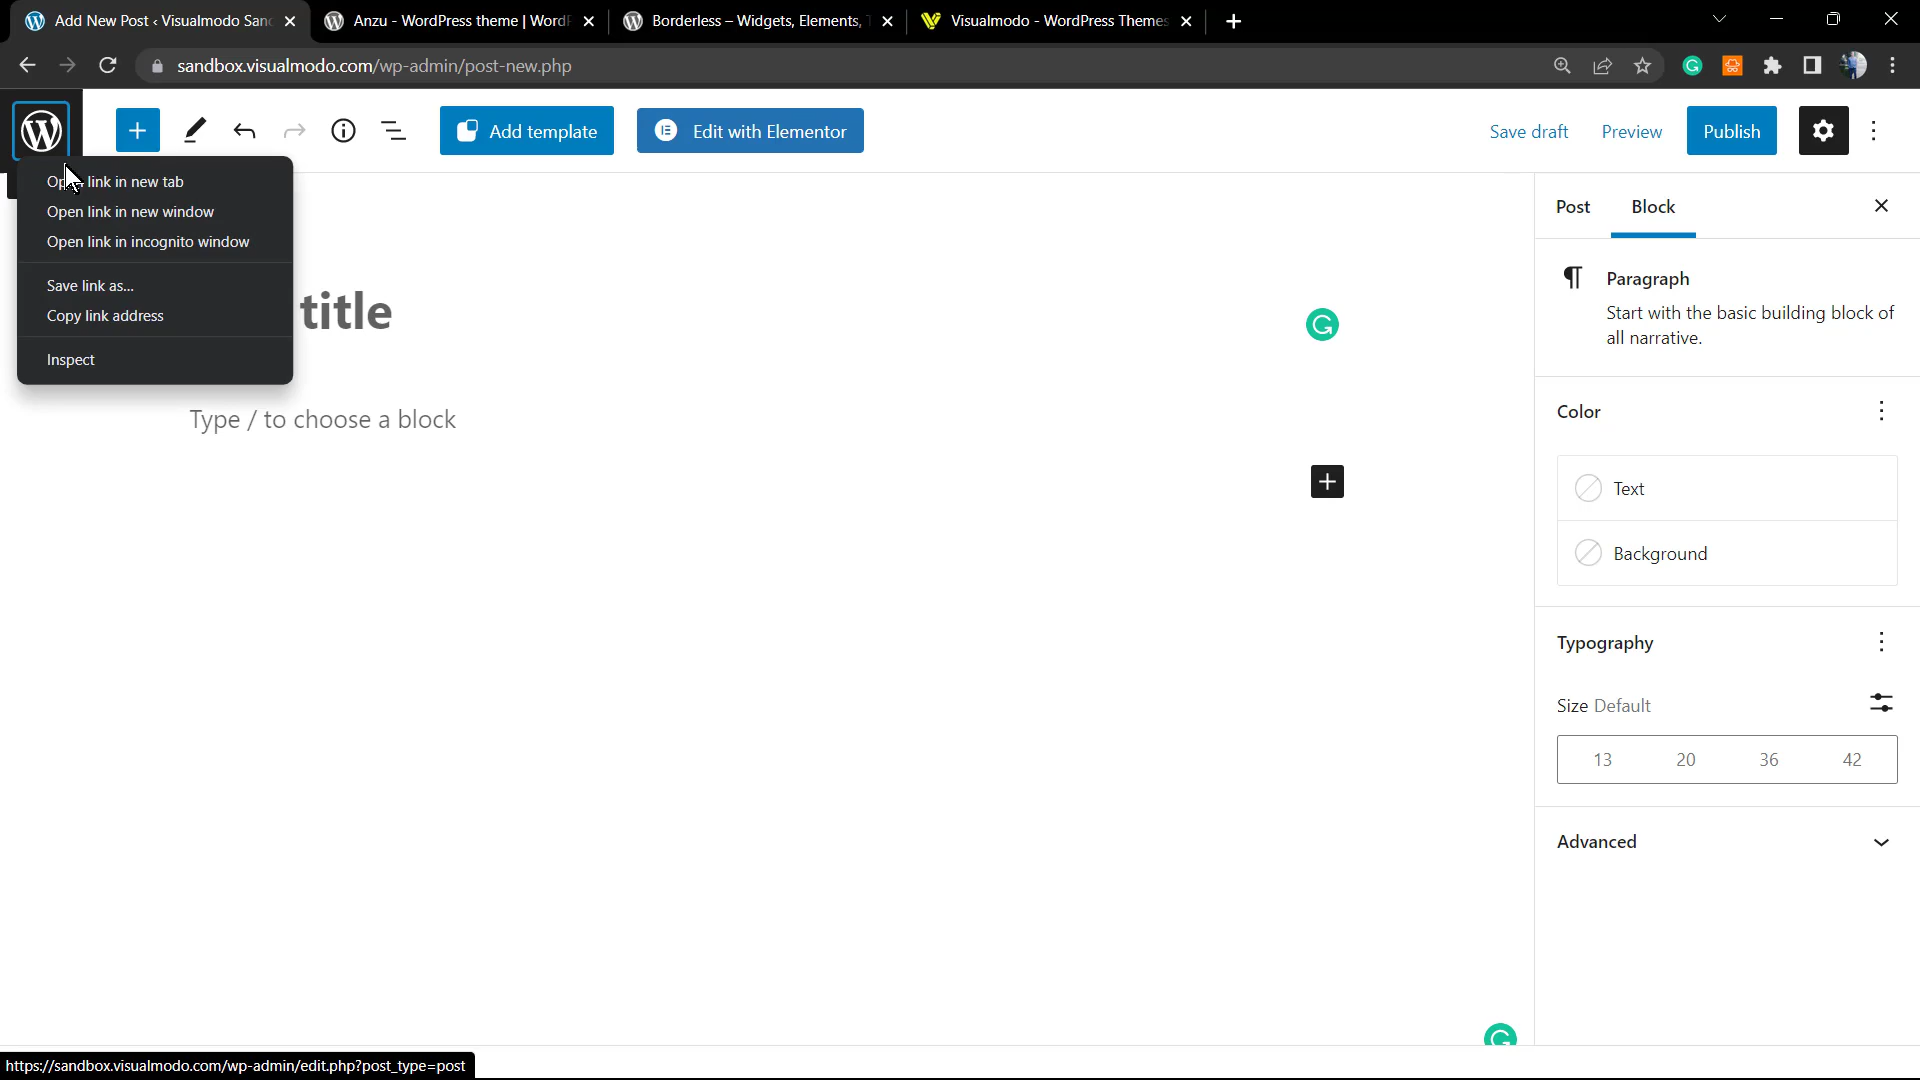 Add New Post ‹ Visualmodo San
Anzu - WordPress theme | Word
Borderless – Widgets, Elements,
Visualmodo - WordPress Themes
sandbox.visualmodo.com/wp-admin/post-new.php
Add template
Edit with Elementor
Save draft
Preview
Publish
link in new tab
Open link in new window
Open link in incognito window
Save link as...
Copy link address
Inspect
title
Type / to choose a block
Post
Block
Paragraph
Start with the basic building block of
all narrative.
Color
Text
Background
Typography
Size Default
13 20 36 42
Advanced
https://sandbox.visualmodo.com/wp-admin/edit.php?post_type=post